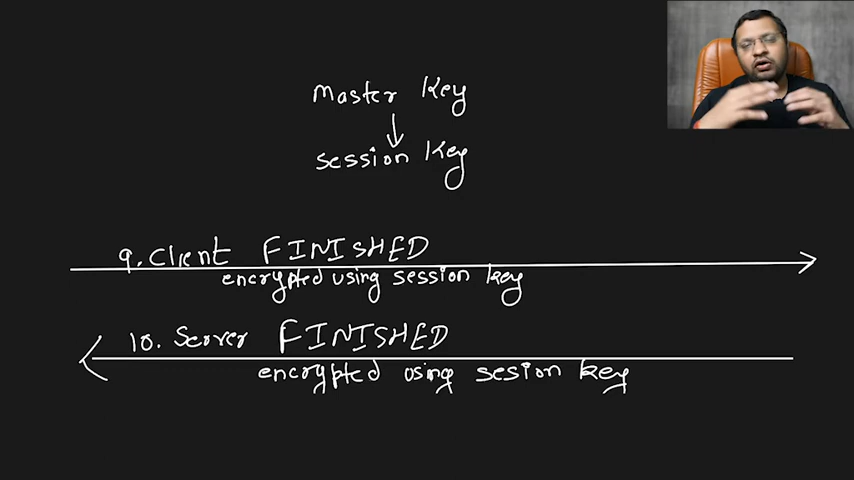 Master Key
session Key
9. Client FINISHED
encrypted using session key
10. Server FINISHED
encrypted using sesion key